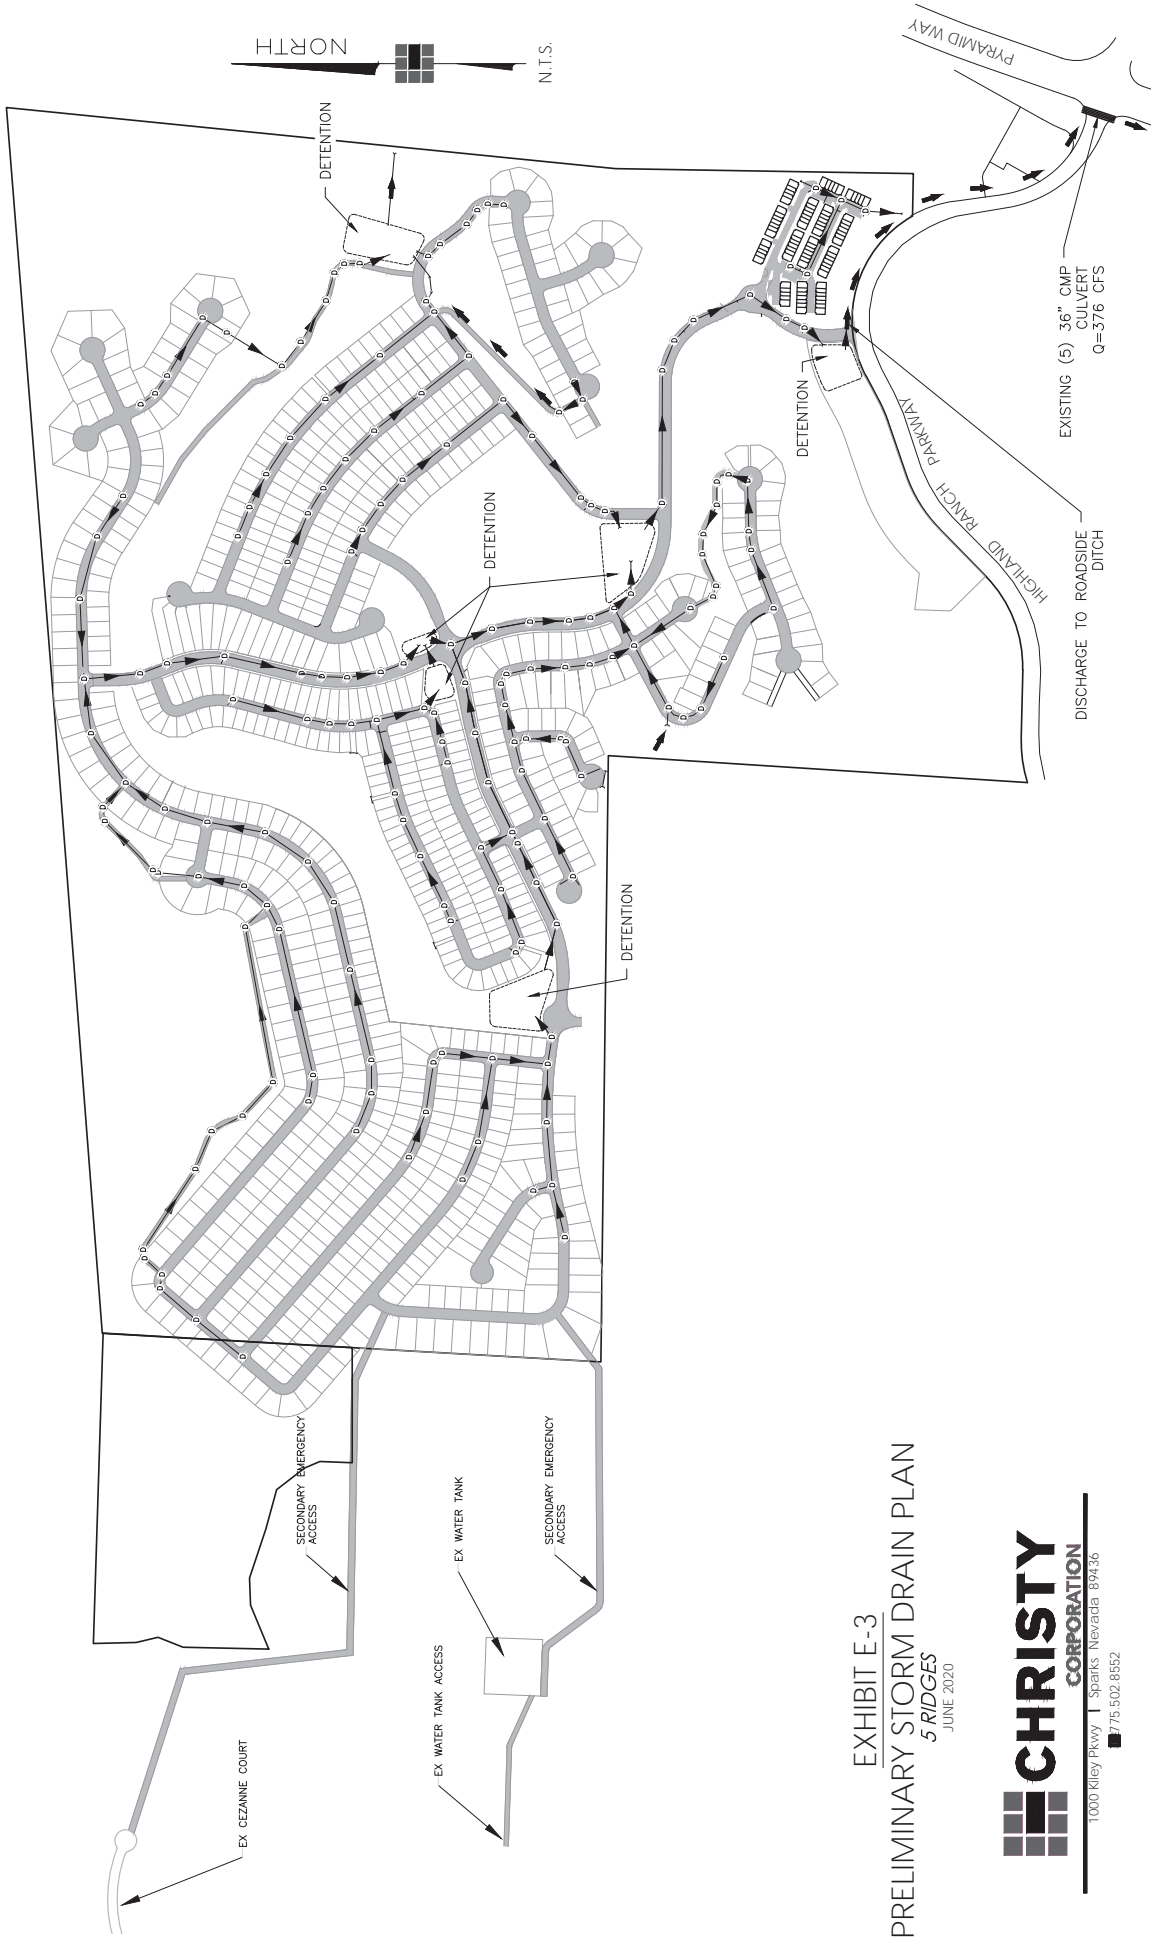 NORTH
N.T.S.
PYRAMID WAY
DETENTION
DETENTION
DETENTION
DETENTION
EXISTING (5) 36" CMP
CULVERT
Q=376 CFS
HIGHLAND RANCH PARKWAY
DISCHARGE TO ROADSIDE
DITCH
SECONDARY EMERGENCY
ACCESS
EX WATER TANK
SECONDARY EMERGENCY
ACCESS
EX WATER TANK ACCESS
EX CEZANNE COURT
EXHIBIT E-3
PRELIMINARY STORM DRAIN PLAN
5 RIDGES
JUNE 2020
CHRISTY
CORPORATION
1000 Kiley Pkwy | Sparks Nevada 89436
775.502.8552